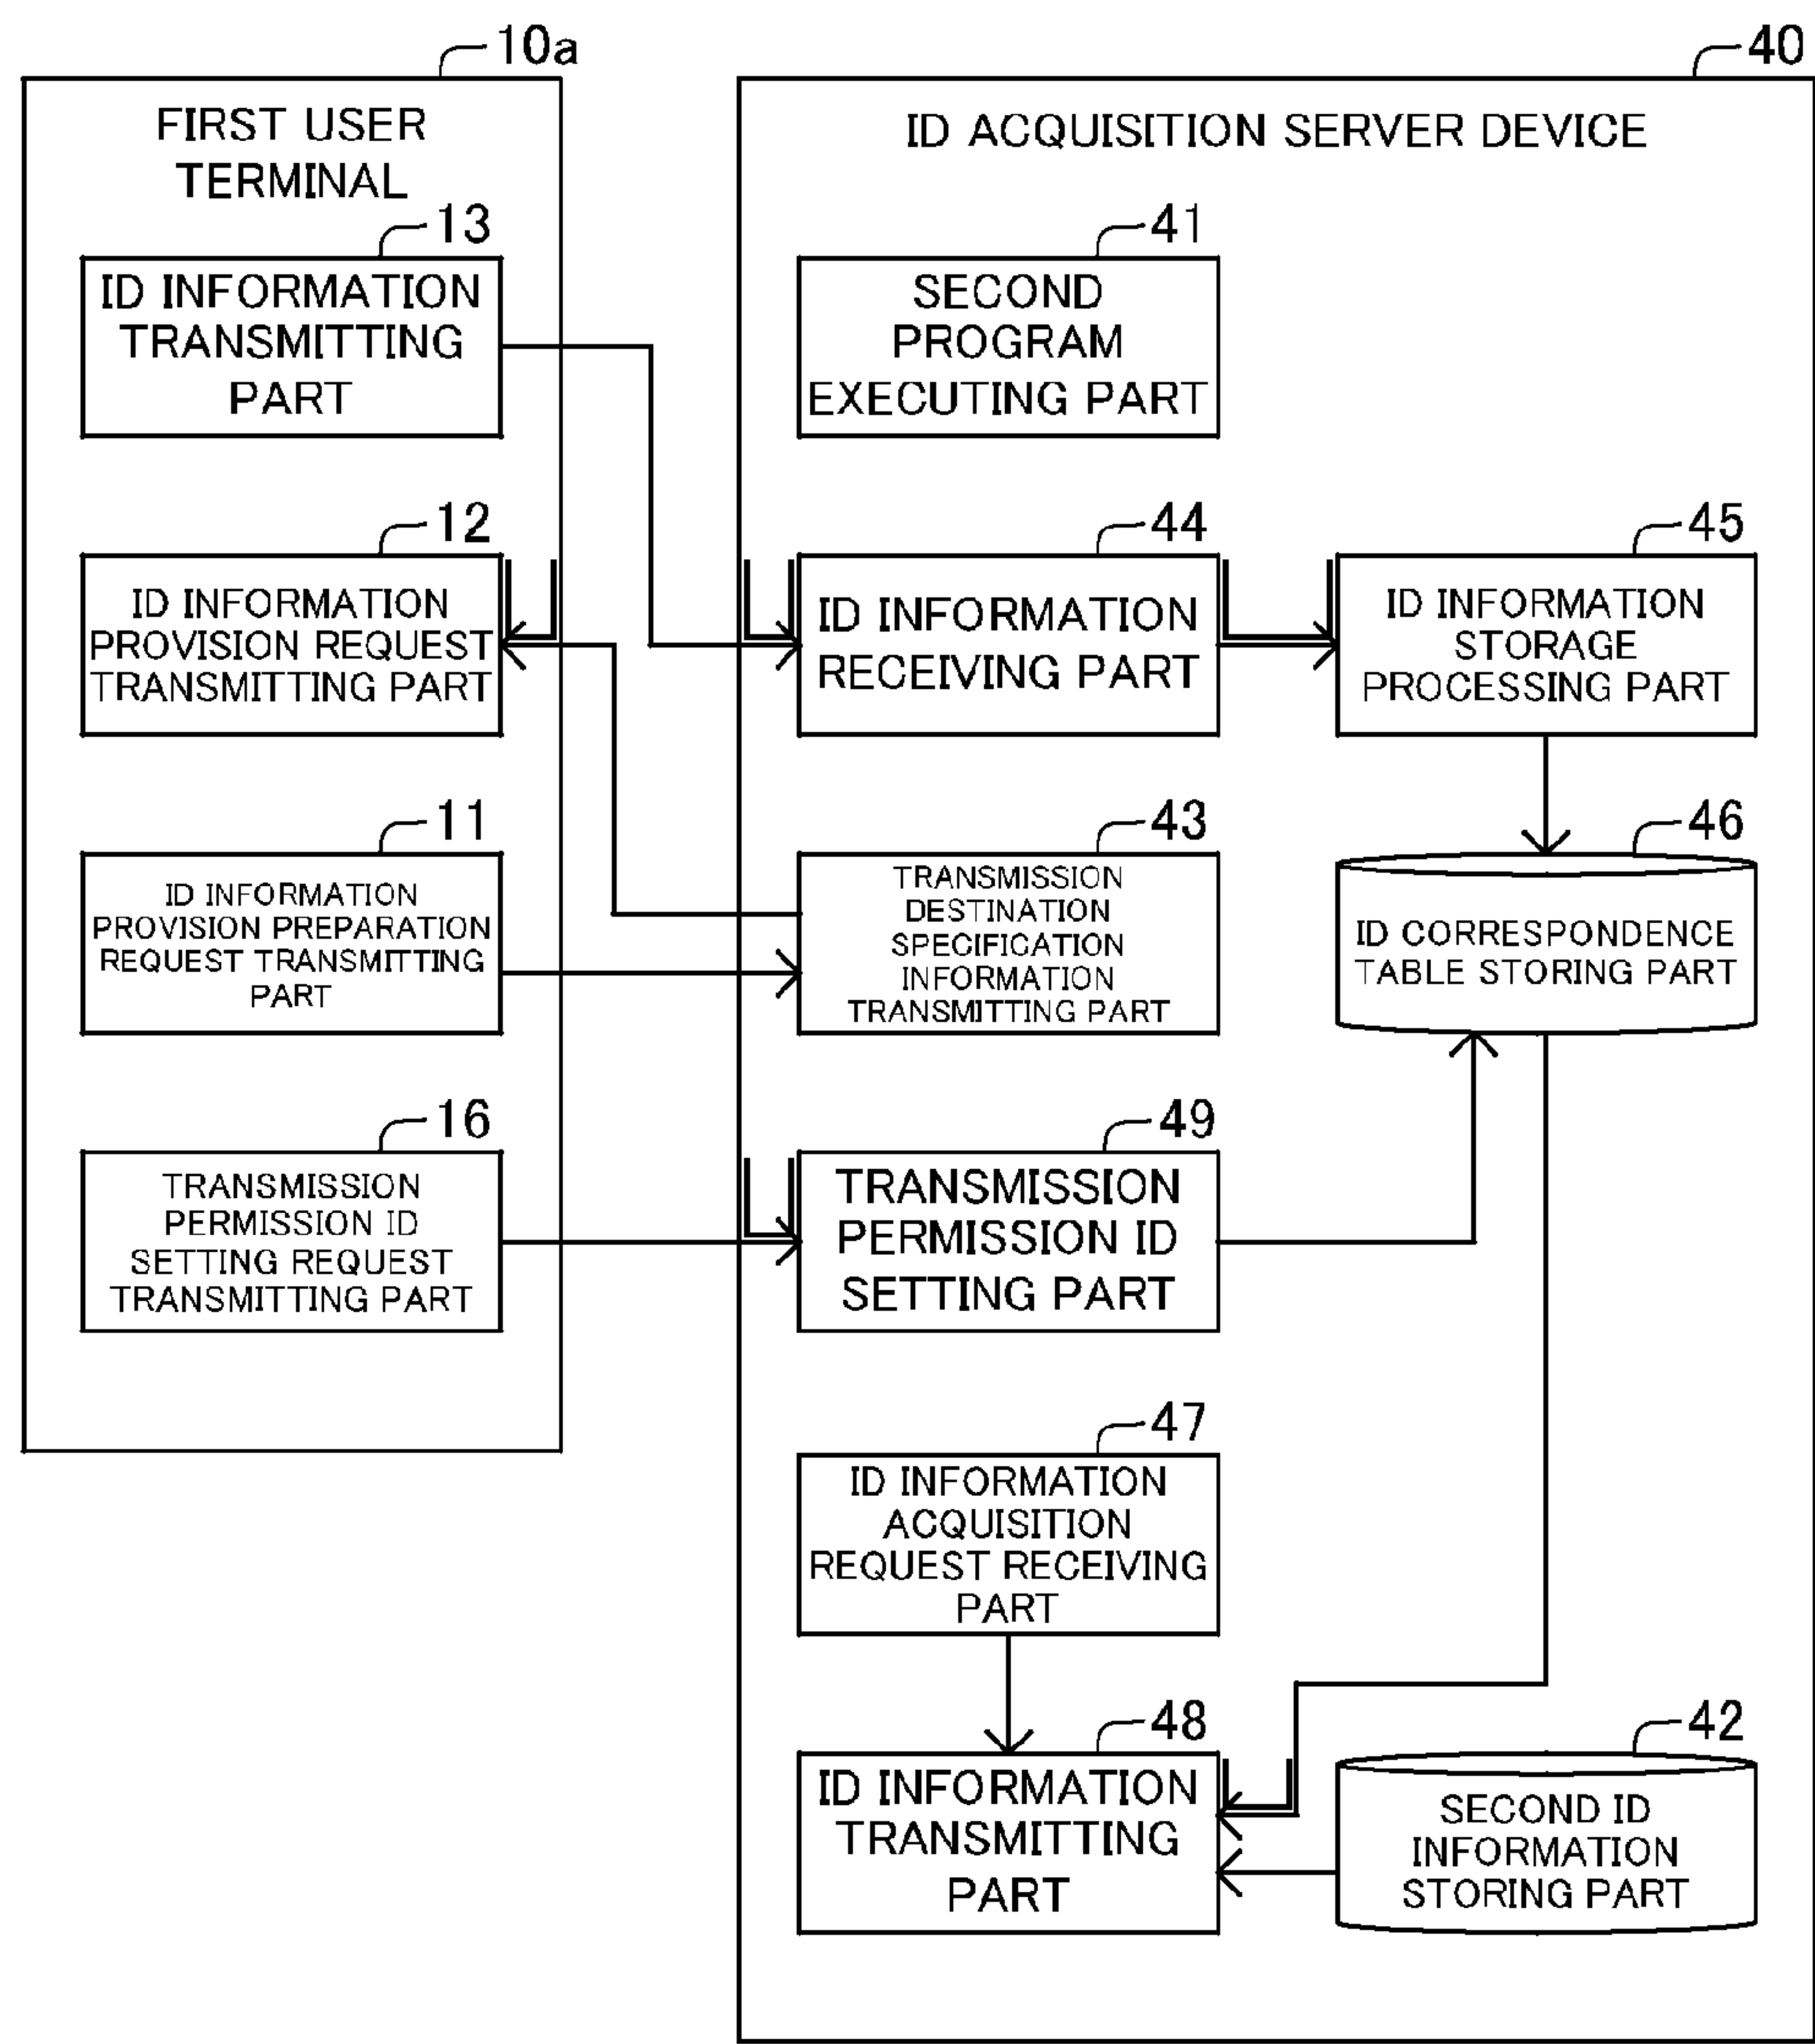 10a
FIRST USER
TERMINAL
13
ID INFORMATION
TRANSMITTING
PART
12
ID INFORMATION
PROVISION REQUEST
TRANSMITTING PART
11
ID INFORMATION
PROVISION PREPARATION
REQUEST TRANSMITTING
PART
16
TRANSMISSION
PERMISSION ID
SETTING REQUEST
TRANSMITTING PART
40
ID ACQUISITION SERVER DEVICE
41
SECOND
PROGRAM
EXECUTING PART
44
ID INFORMATION
RECEIVING PART
45
ID INFORMATION
STORAGE
PROCESSING PART
43
TRANSMISSION
DESTINATION
SPECIFICATION
INFORMATION
TRANSMITTING PART
46
ID CORRESPONDENCE
TABLE STORING PART
49
TRANSMISSION
PERMISSION ID
SETTING PART
47
ID INFORMATION
ACQUISITION
REQUEST RECEIVING
PART
48
ID INFORMATION
TRANSMITTING
PART
42
SECOND ID
INFORMATION
STORING PART